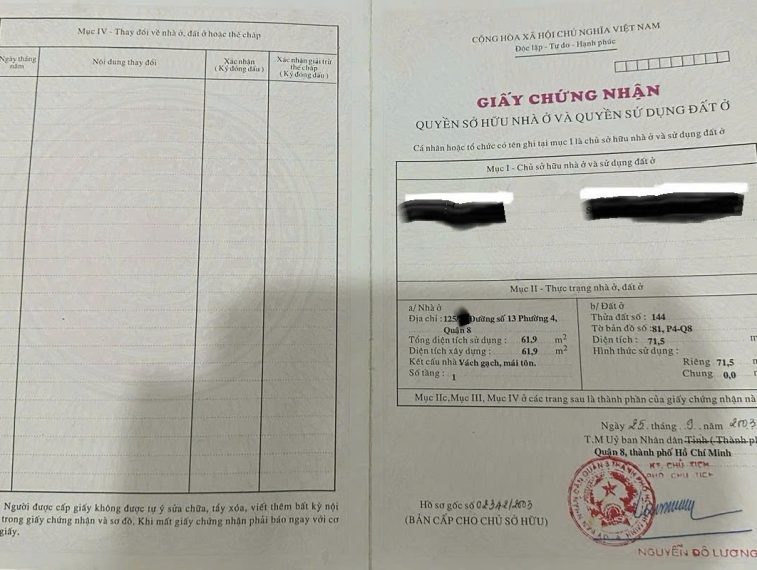 Mục IV - Thay đổi về nhà ở, đất ở hoặc thế chấp
Ngày tháng năm
Nội dung thay đổi
Xác nhận (Ký đóng dấu)
Xác nhận giải trừ thế chấp (Ký đóng dấu)
Người được cấp giấy không được tự ý sửa chữa, tẩy xóa, viết thêm bất kỳ nội
trong giấy chứng nhận và sơ đồ. Khi mất giấy chứng nhận phải báo ngay với cơ
giấy.
CỘNG HÒA XÃ HỘI CHỦ NGHĨA VIỆT NAM
Độc lập - Tự do - Hạnh phúc
GIẤY CHỨNG NHẬN
QUYỀN SỞ HỮU NHÀ Ở VÀ QUYỀN SỬ DỤNG ĐẤT Ở
Cá nhân hoặc tổ chức có tên ghi tại mục I là chủ sở hữu nhà ở và sử dụng đất ở
Mục I - Chủ sở hữu nhà ở và sử dụng đất ở
Mục II - Thực trạng nhà ở, đất ở
a/ Nhà ở
Địa chỉ : 125/ Đường số 13 Phường 4,
Quận 8
Tổng diện tích sử dụng : 61,9 m2
Diện tích xây dựng : 61,9 m2
Kết cấu nhà Vách gạch, mái tôn.
Số tầng : 1
b/ Đất ở
Thửa đất số : 144
Tờ bản đồ số : 81, P4-Q8
Diện tích : 71,5 m
Hình thức sử dụng :
Riêng 71,5 m
Chung 0,0 m
Mục IIc, Mục III, Mục IV ở các trang sau là thành phần của giấy chứng nhận nà
Ngày 25 tháng 9 năm 2003
T.M Uỷ ban Nhân dân Tỉnh ( Thành ph
Quận 8, thành phố Hồ Chí Minh
KT. CHỦ TỊCH
PHÓ CHỦ TỊCH
Hồ sơ gốc số 02342/2003
(BẢN CẤP CHO CHỦ SỞ HỮU)
NGUYỄN ĐÔ LƯƠNG